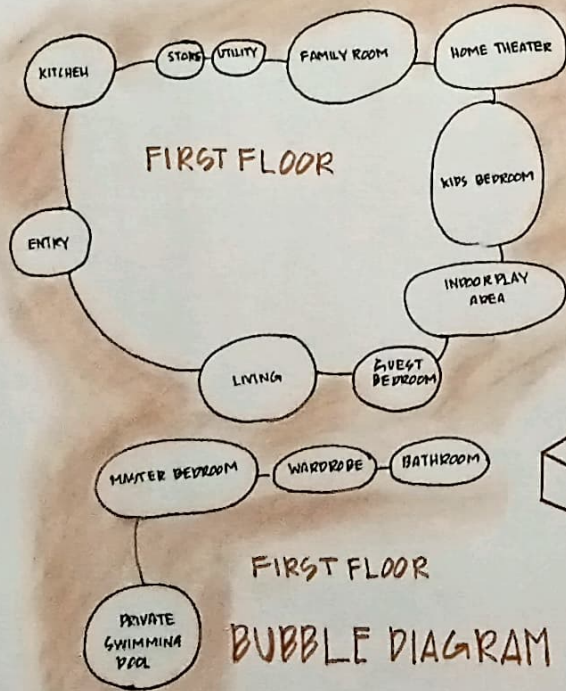 KITCHEN
STORE
UTILITY
FAMILY ROOM
HOME THEATER
FIRST FLOOR
KIDS BEDROOM
ENTRY
INDOOR PLAY
AREA
LIVING
GUEST
BEDROOM
MASTER BEDROOM
WARDROBE
BATHROOM
FIRST FLOOR
PRIVATE
SWIMMING
POOL
BUBBLE DIAGRAM